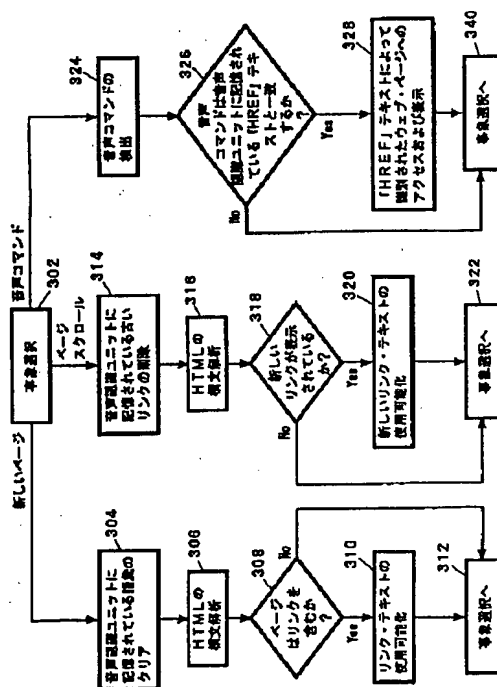 302
事象選択
新しいページ
ページ
スクロール
音声コマンド
304
音声認識ユニットに
記憶されている語彙の
クリア
306
HTMLの
構文解析
308
ページ
はリンクを
含むか
?
No
Yes
310
リンク・テキストの
使用可能化
312
事象選択へ
314
音声認識ユニットに
記憶されている古い
リンクの削除
316
HTMLの
構文解析
318
新しい
リンクが表示
されている
か?
No
Yes
320
新しいリンク・テキストの
使用可能化
322
事象選択へ
324
音声コマンドの
検出
326
音声
コマンドは音声
認識ユニットに記憶され
ている「HREF」テキ
ストと一致
するか
?
No
Yes
328
「HREF」テキストによって
識別されたウェブ・ページへの
アクセスおよび表示
340
事象選択へ